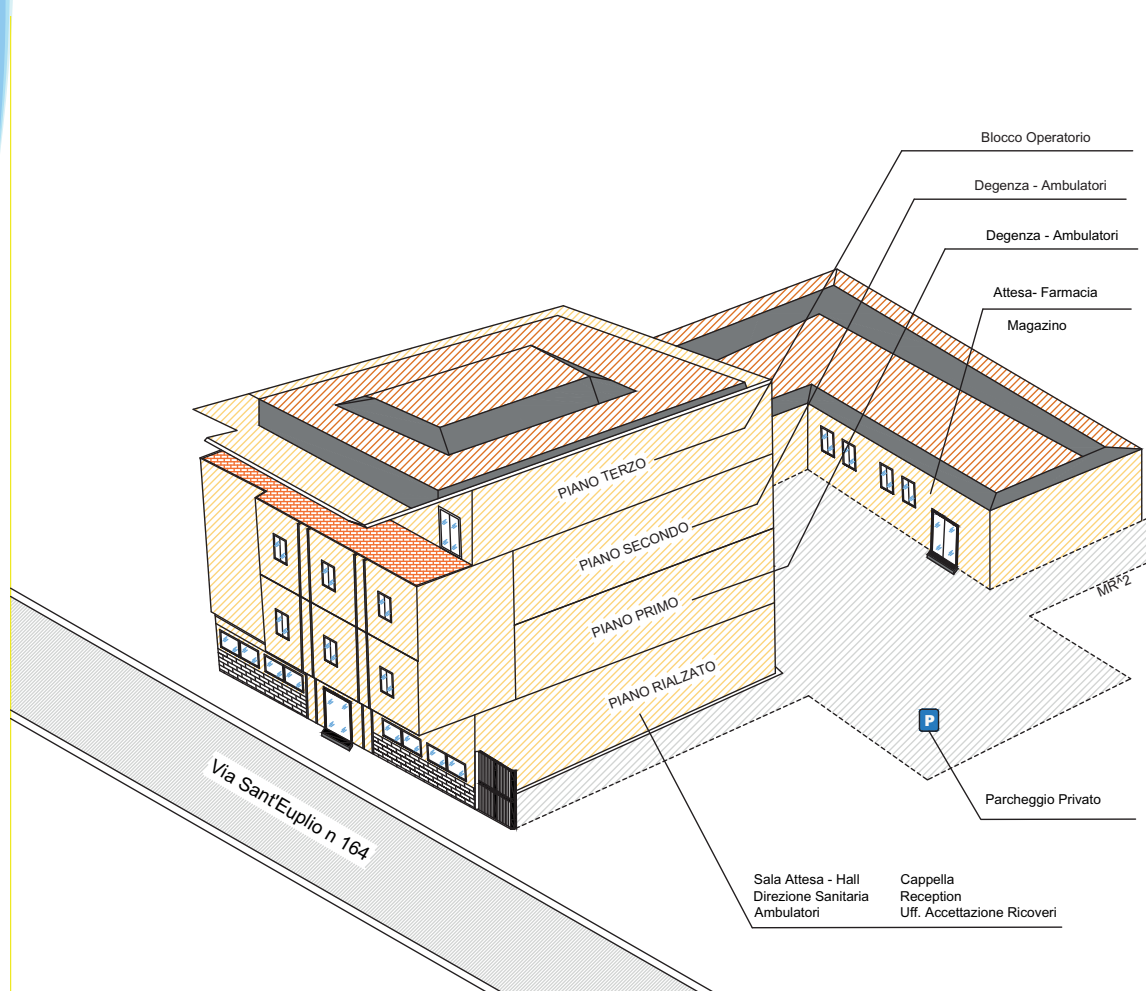 Blocco Operatorio
Degenza - Ambulatori
Degenza - Ambulatori
Attesa- Farmacia
Magazino
PIANO TERZO
PIANO SECONDO
PIANO PRIMO
PIANO RIALZATO
MR^2
P
Via Sant'Euplio n 164
Parcheggio Privato
Sala Attesa - Hall
Direzione Sanitaria
Ambulatori
Cappella
Reception
Uff. Accettazione Ricoveri